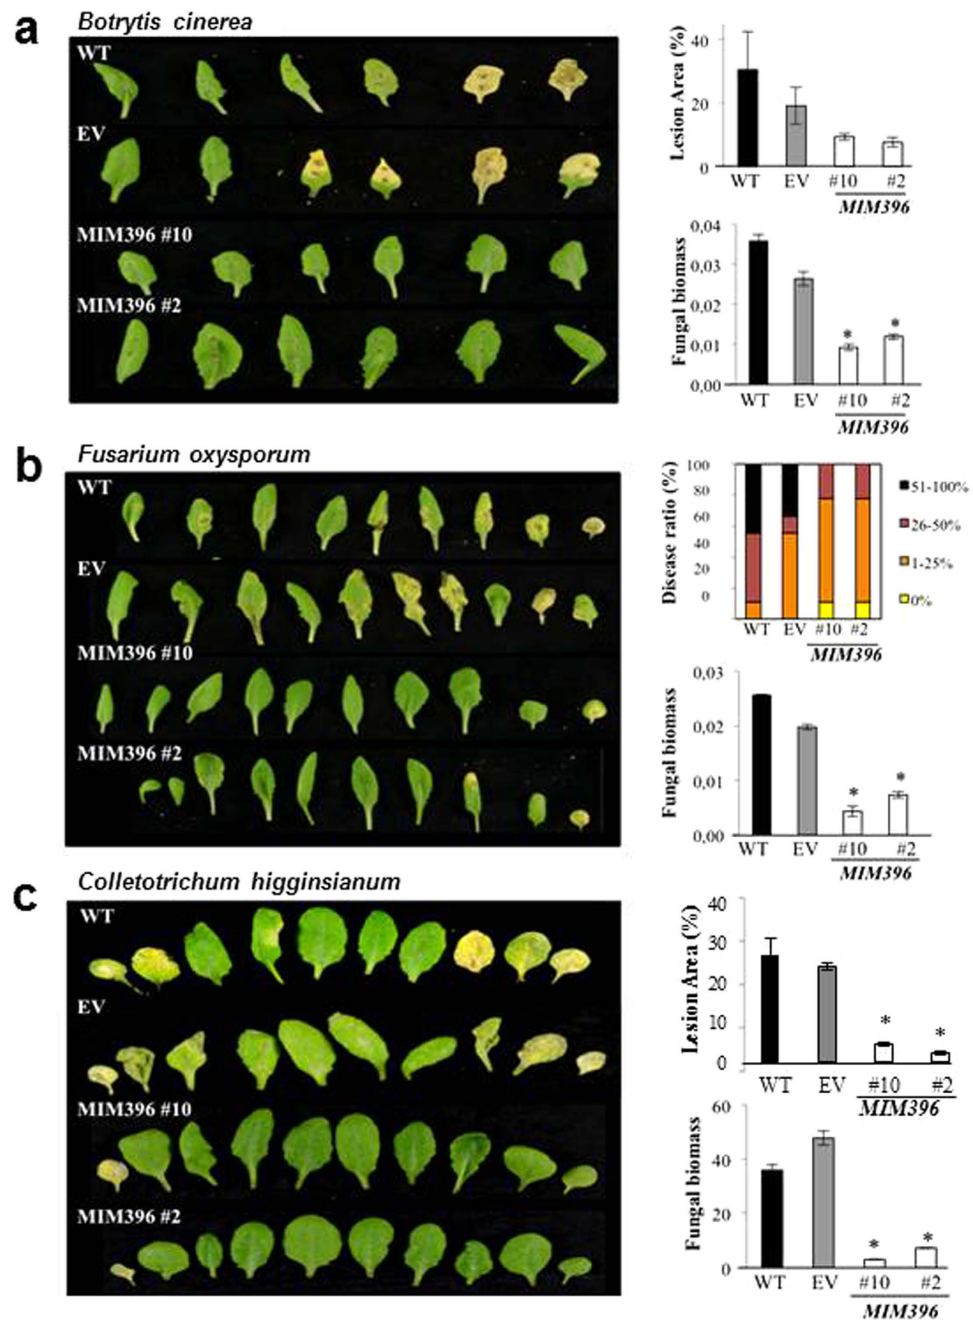 a
Botrytis cinerea
WT
EV
MIM396 #10
MIM396 #2
Lesion Area (%)
40
20
0
WT EV #10 #2
MIM396
Fungal biomass
0,04
0,03
0,02
0,01
0,00
* *
WT EV #10 #2
MIM396
b
Fusarium oxysporum
WT
EV
MIM396 #10
MIM396 #2
Disease ratio (%)
100
80
60
40
20
0
51-100%
26-50%
1-25%
0%
WT EV #10 #2
MIM396
Fungal biomass
0,03
0,02
0,01
0,00
* *
WT EV #10 #2
MIM396
c
Colletotrichum higginsianum
WT
EV
MIM396 #10
MIM396 #2
Lesion Area (%)
40
30
20
10
0
* *
WT EV #10 #2
MIM396
Fungal biomass
60
40
20
0
* *
WT EV #10 #2
MIM396